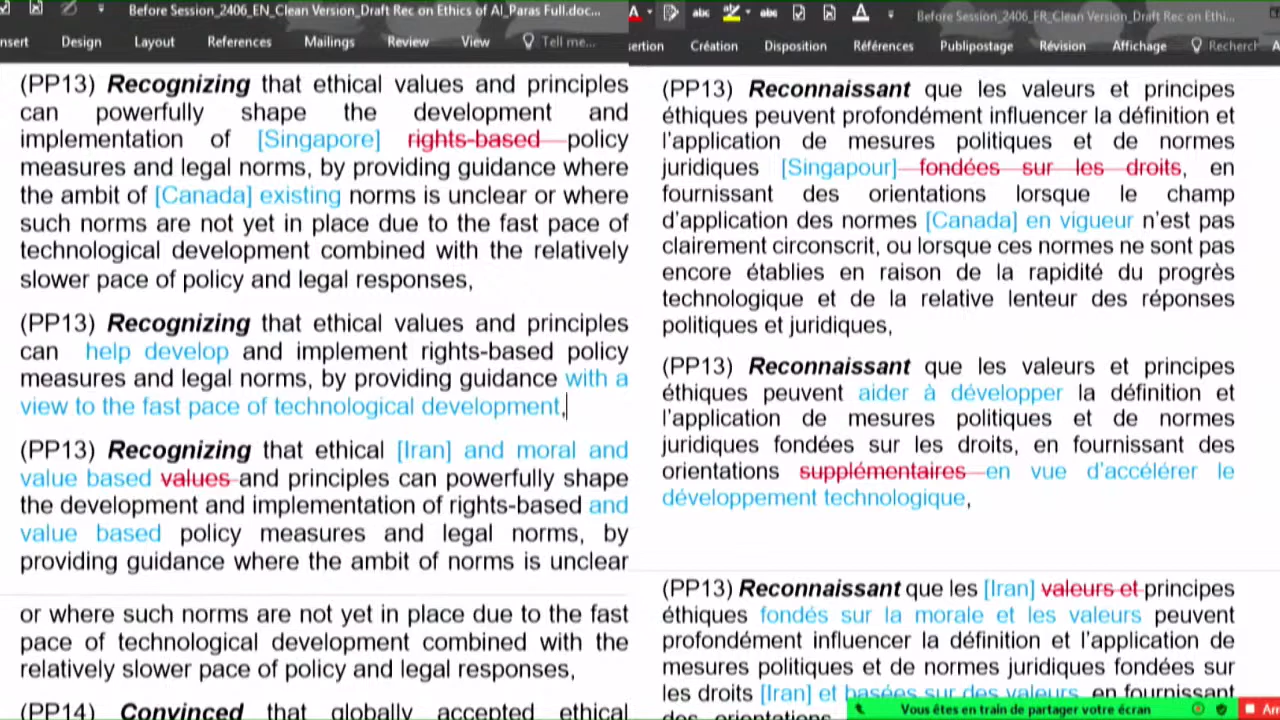 Before Session_2406_EN_Clean Version_Draft Rec on Ethics of AI_Paras Full.doc...
nsert Design Layout References Mailings Review View Tell me...
(PP13) Recognizing that ethical values and principles
can powerfully shape the development and
implementation of [Singapore] rights-based policy
measures and legal norms, by providing guidance where
the ambit of [Canada] existing norms is unclear or where
such norms are not yet in place due to the fast pace of
technological development combined with the relatively
slower pace of policy and legal responses,
(PP13) Recognizing that ethical values and principles
can help develop and implement rights-based policy
measures and legal norms, by providing guidance with a
view to the fast pace of technological development,
(PP13) Recognizing that ethical [Iran] and moral and
value based values and principles can powerfully shape
the development and implementation of rights-based and
value based policy measures and legal norms, by
providing guidance where the ambit of norms is unclear
or where such norms are not yet in place due to the fast
pace of technological development combined with the
relatively slower pace of policy and legal responses,
(PP14) Convinced that globally accepted ethical
A abc abc A
Before Session_2406_FR_Clean Version_Draft Rec on Ethi...
sertion Création Disposition Références Publipostage Révision Affichage Recherch
(PP13) Reconnaissant que les valeurs et principes
éthiques peuvent profondément influencer la définition et
l'application de mesures politiques et de normes
juridiques [Singapour] fondées sur les droits, en
fournissant des orientations lorsque le champ
d'application des normes [Canada] en vigueur n'est pas
clairement circonscrit, ou lorsque ces normes ne sont pas
encore établies en raison de la rapidité du progrès
technologique et de la relative lenteur des réponses
politiques et juridiques,
(PP13) Reconnaissant que les valeurs et principes
éthiques peuvent aider à développer la définition et
l'application de mesures politiques et de normes
juridiques fondées sur les droits, en fournissant des
orientations supplémentaires en vue d'accélérer le
développement technologique,
(PP13) Reconnaissant que les [Iran] valeurs et principes
éthiques fondés sur la morale et les valeurs peuvent
profondément influencer la définition et l'application de
mesures politiques et de normes juridiques fondées sur
les droits [Iran] et basées sur des valeurs, en fournissant
des orientations
Vous êtes en train de partager votre écran